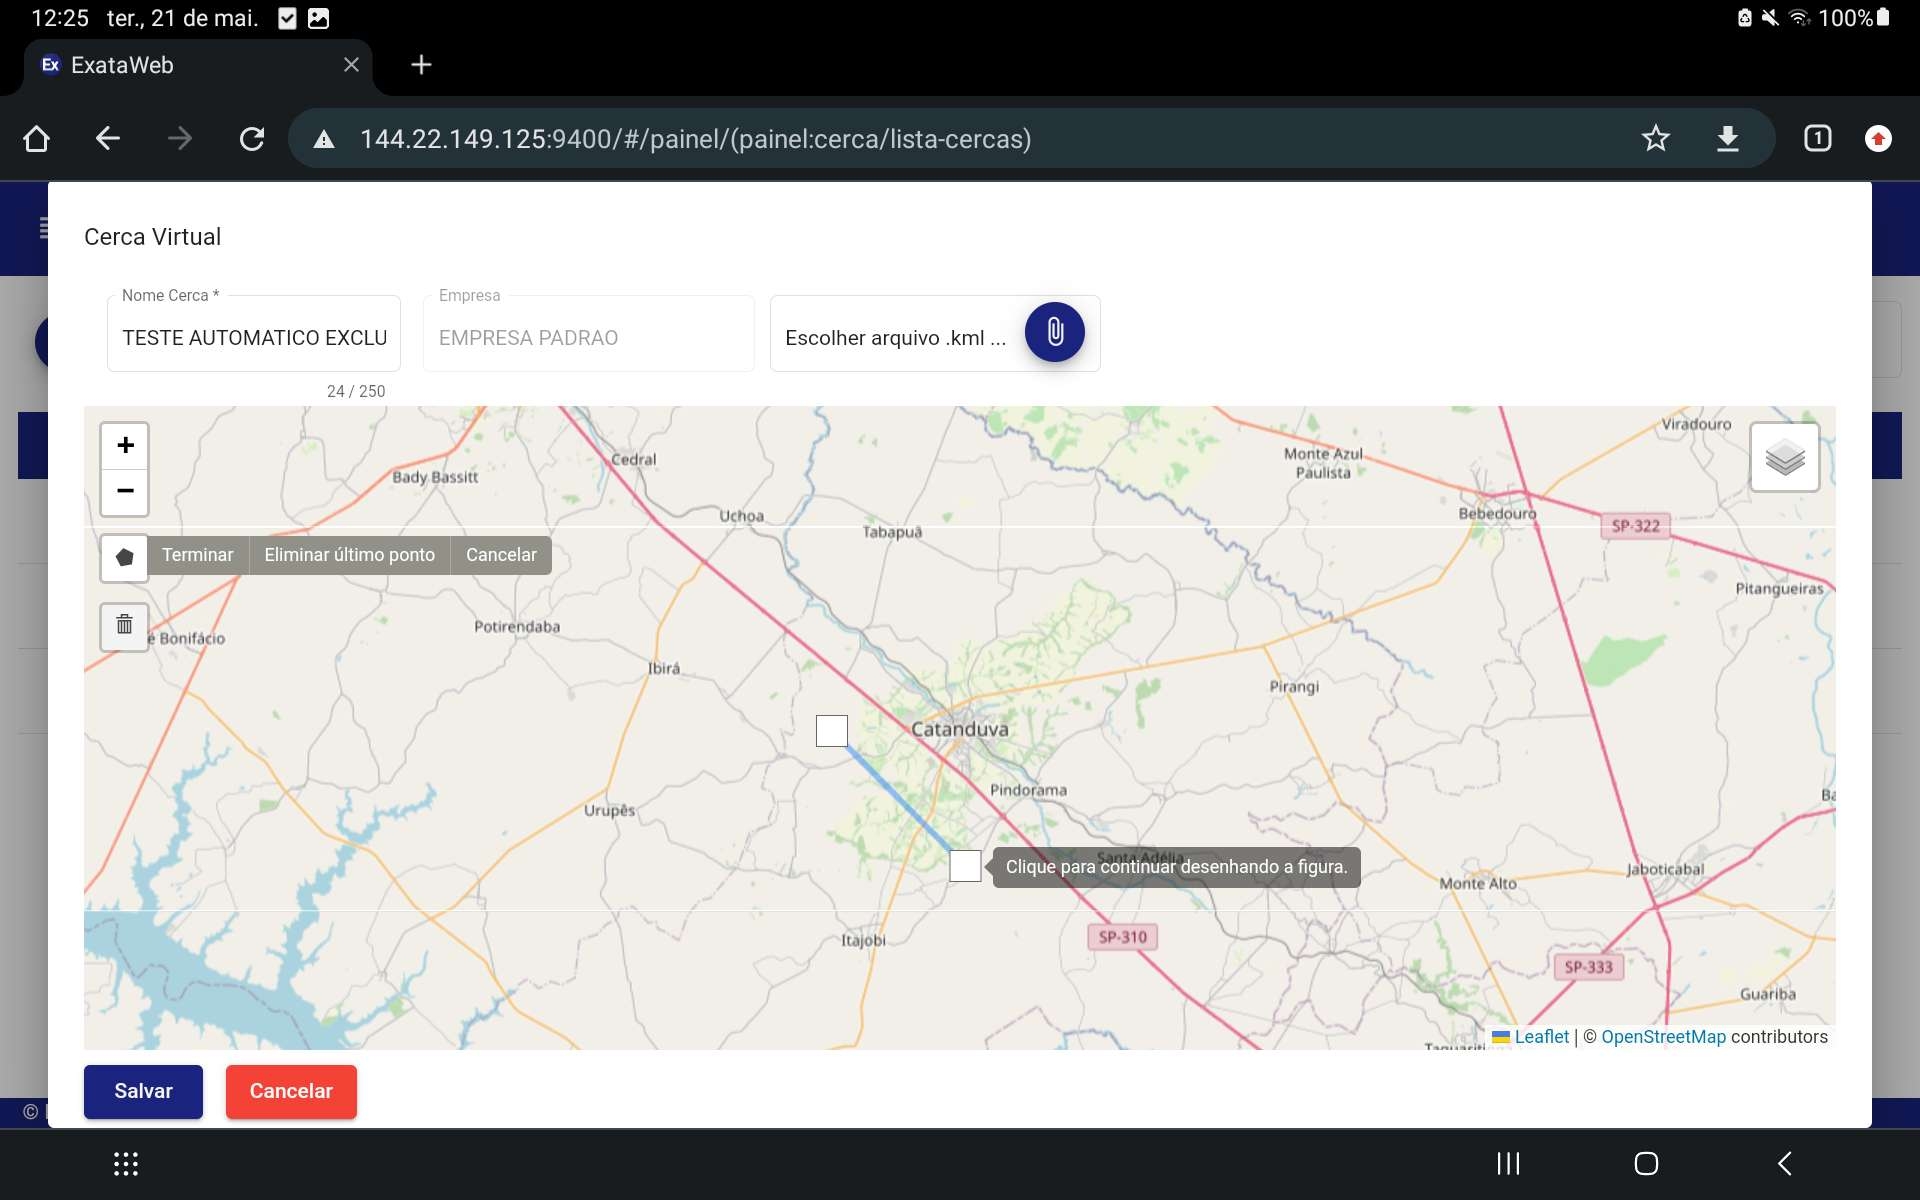 12:25 ter., 21 de mai. 100%
Ex ExataWeb
144.22.149.125:9400/#/painel/(painel:cerca/lista-cercas) 1
Cerca Virtual
Nome Cerca *
TESTE AUTOMATICO EXCLU
24 / 250
Empresa
EMPRESA PADRAO
Escolher arquivo .kml ...
+
−
Terminar Eliminar último ponto Cancelar
Viradouro
Cedral
Monte Azul
Paulista
Bady Bassitt
Uchoa
Tabapuã
Bebedouro
SP-322
Pitangueiras
Potirendaba
é Bonifácio
Ibirá
Pirangi
Catanduva
Pindorama
Urupês
Ba
Santa Adélia
Clique para continuar desenhando a figura.
Jaboticabal
Monte Alto
Itajobi
SP-310
SP-333
Guariba
Leaflet | © OpenStreetMap contributors
Salvar Cancelar
©